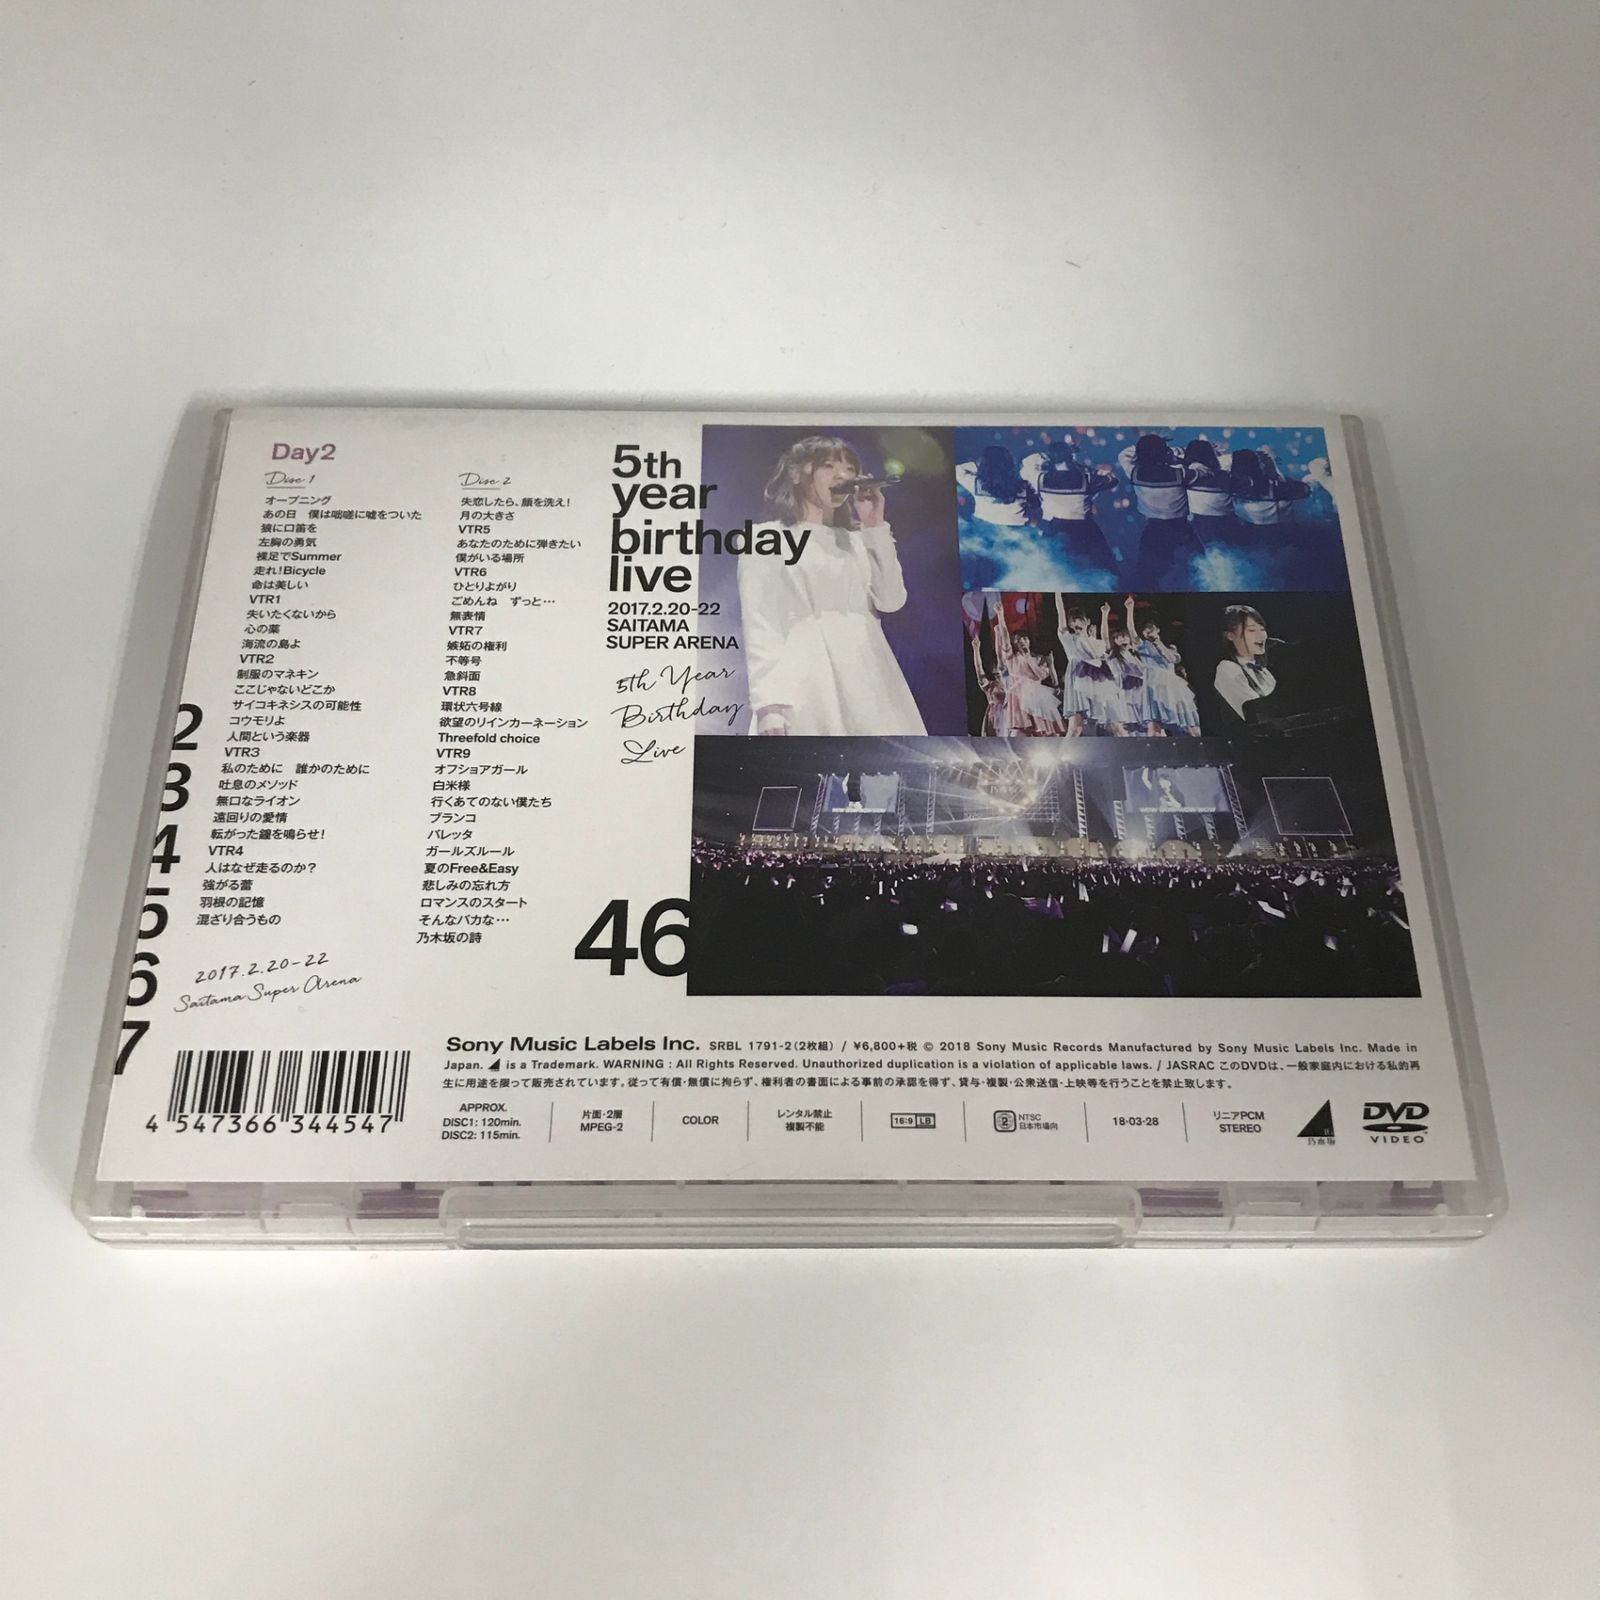 Day2
Disc 1
オープニング
あの日 僕は咄嗟に嘘をついた
狼に口笛を
左胸の勇気
裸足でSummer
走れ!Bicycle
命は美しい
VTR1
失いたくないから
心の薬
海流の島よ
VTR2
制服のマネキン
ここじゃないどこか
サイコキネシスの可能性
コウモリよ
人間という楽器
VTR3
私のために 誰かのために
吐息のメソッド
無口なライオン
遠回りの愛情
転がった鐘を鳴らせ!
VTR4
人はなぜ走るのか?
強がる蕾
羽根の記憶
混ざり合うもの
Disc 2
失恋したら、顔を洗え!
月の大きさ
VTR5
あなたのために弾きたい
僕がいる場所
VTR6
ひとりよがり
ごめんね ずっと…
無表情
VTR7
嫉妬の権利
不等号
急斜面
VTR8
環状六号線
欲望のリインカーネーション
Threefold choice
VTR9
オフショアガール
白米様
行くあてのない僕たち
ブランコ
バレッタ
ガールズルール
夏のFree&Easy
悲しみの忘れ方
ロマンスのスタート
そんなバカな…
乃木坂の詩
5th
year
birthday
live
2017.2.20-22
SAITAMA
SUPER ARENA
5th Year
Birthday
Live
2
3
4
5
6
7
46
2017.2.20-22
Saitama Super Arena
4 547366 344547
Sony Music Labels Inc. SRBL 1791-2(2枚組) / ¥6,800+税 © 2018 Sony Music Records Manufactured by Sony Music Labels Inc. Made in
Japan. is a Trademark. WARNING : All Rights Reserved. Unauthorized duplication is a violation of applicable laws. / JASRAC このDVDは、一般家庭内における私的再
生に用途を限って販売されています。従って有償・無償に拘らず、権利者の書面による事前の承認を得ず、貸与・複製・公衆送信・上映等を行うことを禁止致します。
APPROX.
DISC1: 120min.
DISC2: 115min.
片面・2層
MPEG-2
COLOR
レンタル禁止
複製不能
16:9 LB
2
NTSC
日本市場向
18-03-28
リニアPCM
STEREO
乃木坂
DVD
VIDEO